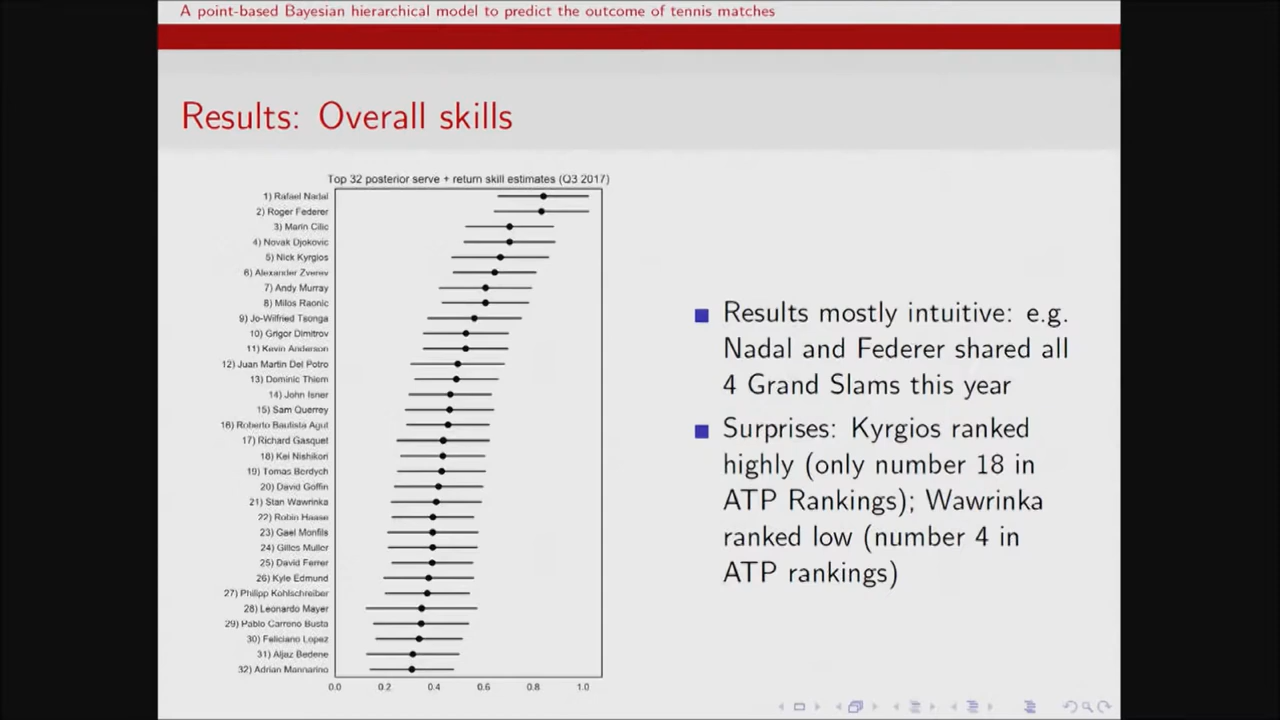 A point-based Bayesian hierarchical model to predict the outcome of tennis matches
Results: Overall skills
Top 32 posterior serve + return skill estimates (Q3 2017)
1) Rafael Nadal
2) Roger Federer
3) Marin Cilic
4) Novak Djokovic
5) Nick Kyrgios
6) Alexander Zverev
7) Andy Murray
8) Milos Raonic
9) Jo-Wilfried Tsonga
10) Grigor Dimitrov
11) Kevin Anderson
12) Juan Martin Del Potro
13) Dominic Thiem
14) John Isner
15) Sam Querrey
16) Roberto Bautista Agut
17) Richard Gasquet
18) Kei Nishikori
19) Tomas Berdych
20) David Goffin
21) Stan Wawrinka
22) Robin Haase
23) Gael Monfils
24) Gilles Muller
25) David Ferrer
26) Kyle Edmund
27) Philipp Kohlschreiber
28) Leonardo Mayer
29) Pablo Carreno Busta
30) Feliciano Lopez
31) Aljaz Bedene
32) Adrian Mannarino
0.0 0.2 0.4 0.6 0.8 1.0
Results mostly intuitive: e.g.
Nadal and Federer shared all
4 Grand Slams this year
Surprises: Kyrgios ranked
highly (only number 18 in
ATP Rankings); Wawrinka
ranked low (number 4 in
ATP rankings)